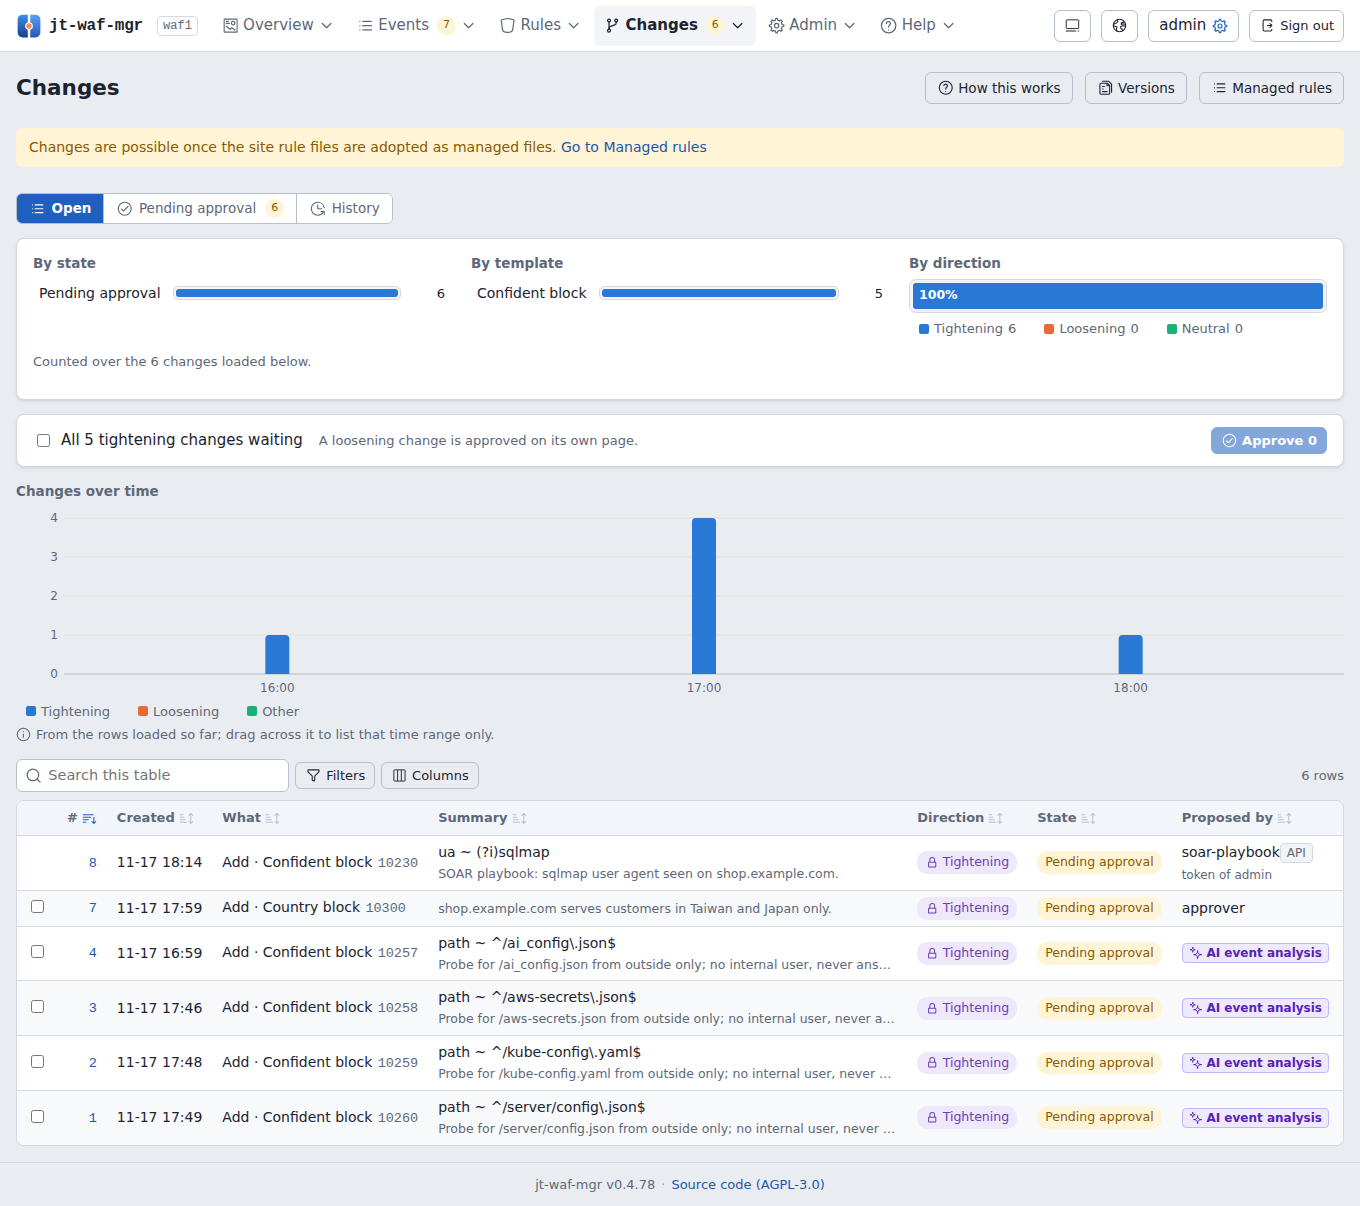 jt-waf-mgr waf1 Overview Events 7 Rules Changes 6 Admin Help admin Sign out
Changes How this works Versions Managed rules
Changes are possible once the site rule files are adopted as managed files. Go to Managed rules
Open Pending approval 6 History
By state By template By direction
Pending approval 6 Confident block 5 100%
Tightening 6 Loosening 0 Neutral 0
Counted over the 6 changes loaded below.
All 5 tightening changes waiting A loosening change is approved on its own page. Approve 0
Changes over time
4
3
2
1
0
16:00 17:00 18:00
Tightening Loosening Other
From the rows loaded so far; drag across it to list that time range only.
Search this table Filters Columns 6 rows
# Created What Summary Direction State Proposed by
8 11-17 18:14 Add · Confident block 10230 ua ~ (?i)sqlmap Tightening Pending approval soar-playbook API
SOAR playbook: sqlmap user agent seen on shop.example.com. token of admin
7 11-17 17:59 Add · Country block 10300 shop.example.com serves customers in Taiwan and Japan only. Tightening Pending approval approver
4 11-17 16:59 Add · Confident block 10257 path ~ ^/ai_config\.json$ Tightening Pending approval AI event analysis
Probe for /ai_config.json from outside only; no internal user, never ans…
3 11-17 17:46 Add · Confident block 10258 path ~ ^/aws-secrets\.json$ Tightening Pending approval AI event analysis
Probe for /aws-secrets.json from outside only; no internal user, never a…
2 11-17 17:48 Add · Confident block 10259 path ~ ^/kube-config\.yaml$ Tightening Pending approval AI event analysis
Probe for /kube-config.yaml from outside only; no internal user, never …
1 11-17 17:49 Add · Confident block 10260 path ~ ^/server/config\.json$ Tightening Pending approval AI event analysis
Probe for /server/config.json from outside only; no internal user, never …
jt-waf-mgr v0.4.78 · Source code (AGPL-3.0)